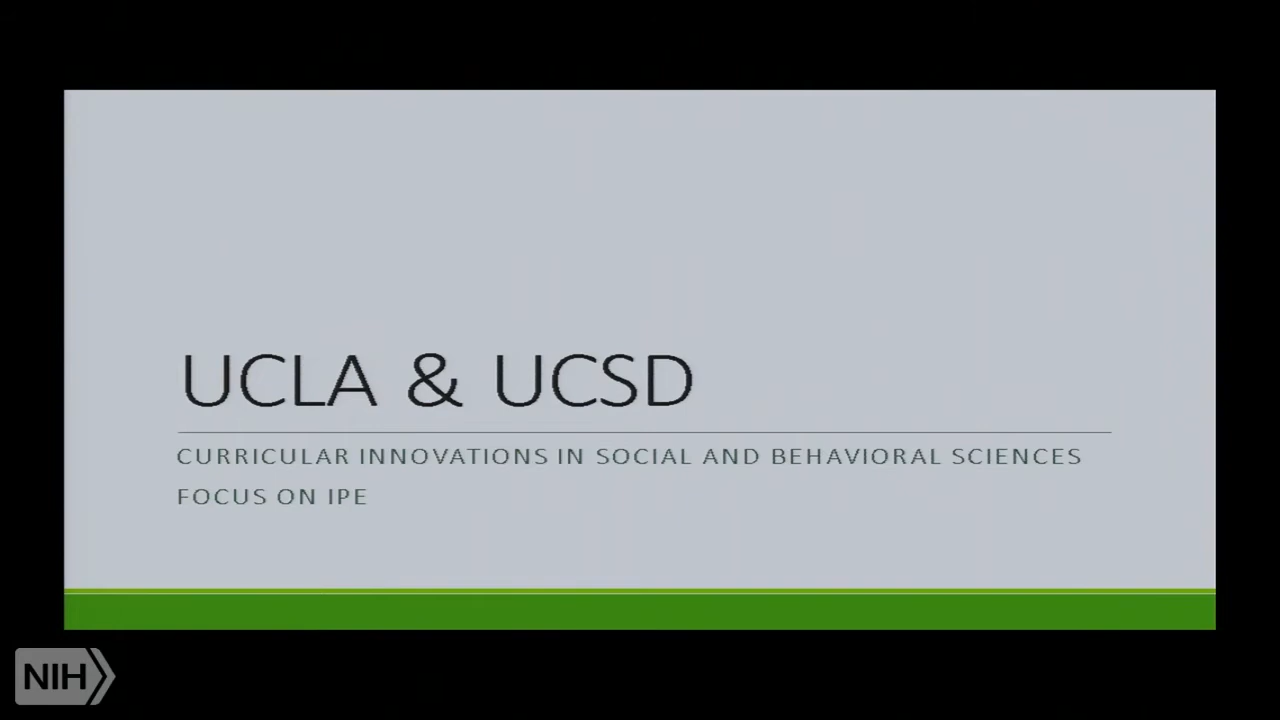 UCLA & UCSD
CURRICULAR INNOVATIONS IN SOCIAL AND BEHAVIORAL SCIENCES
FOCUS ON IPE
NIH